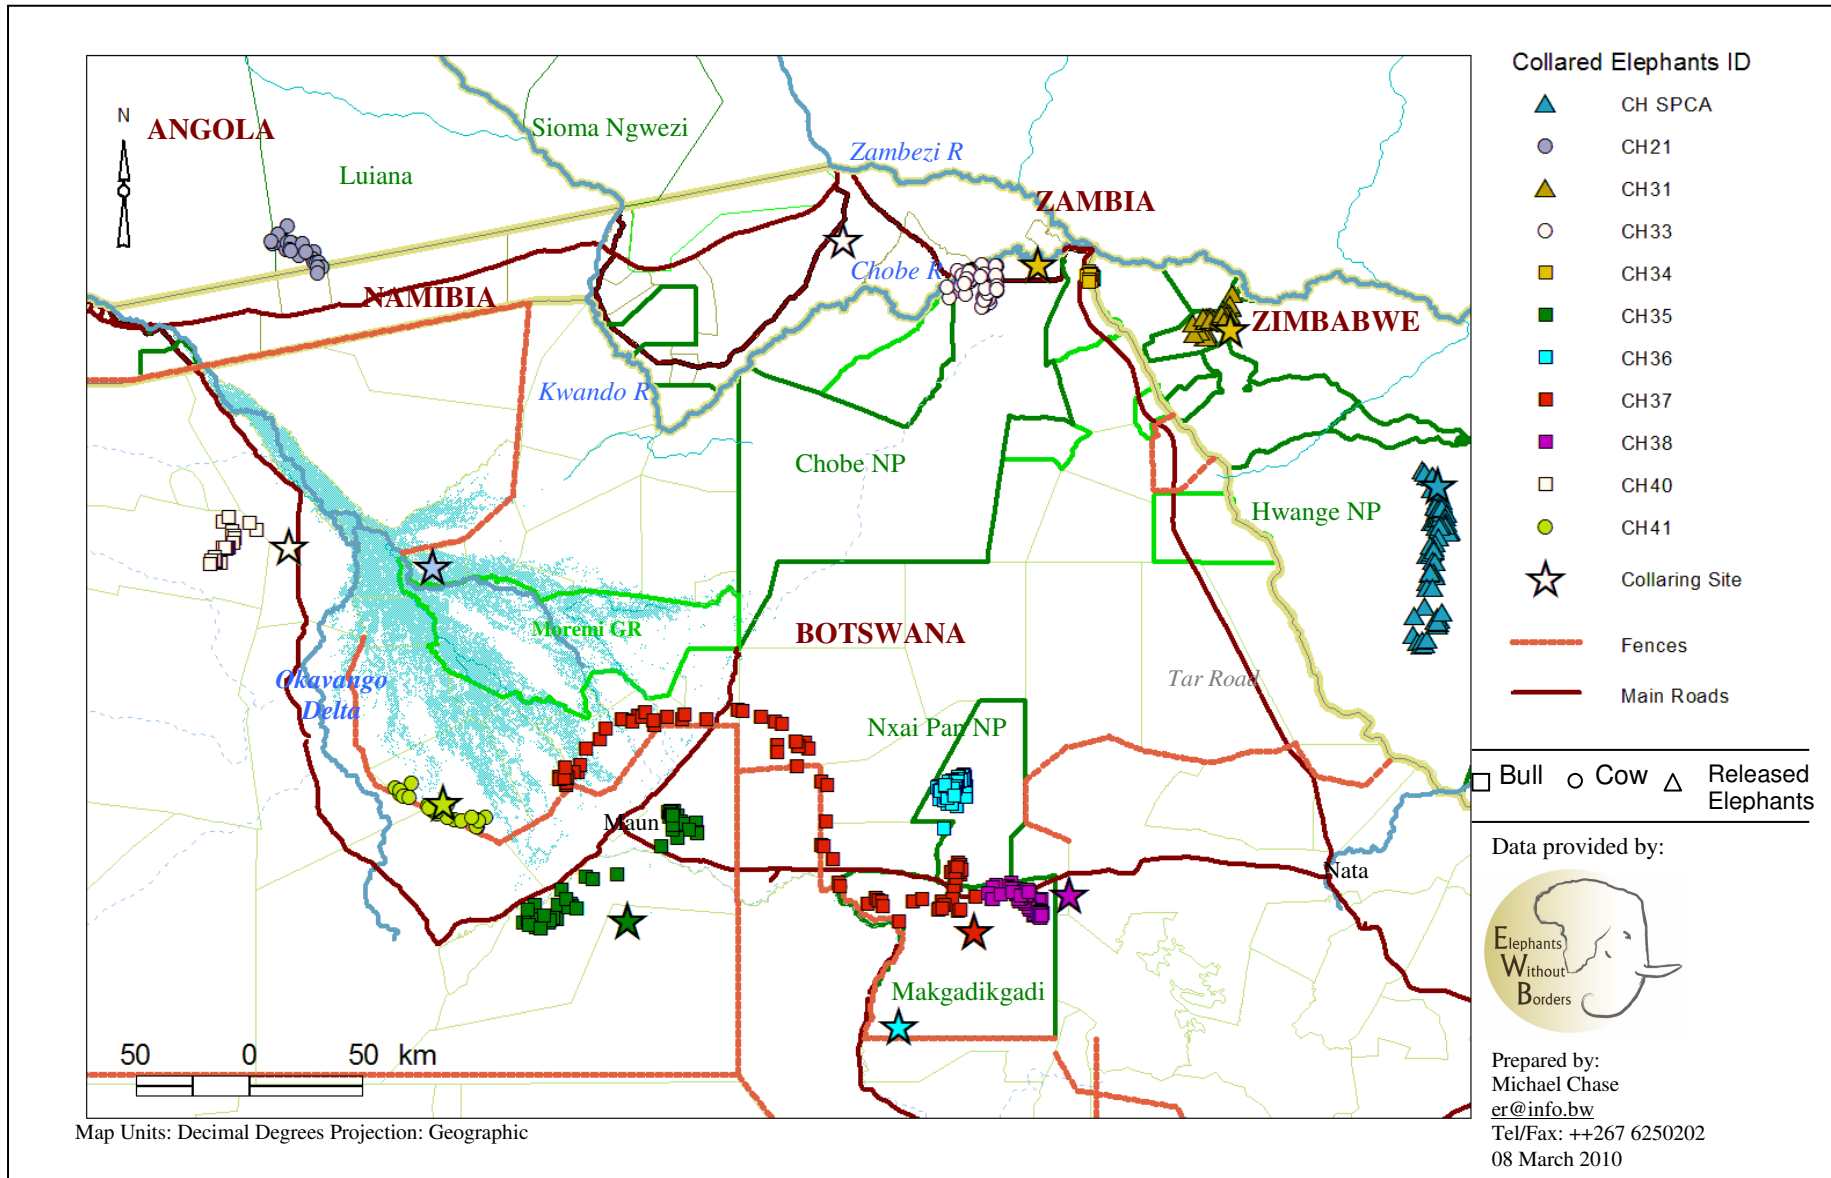 N
ANGOLA
Luiana
Sioma Ngwezi
Zambezi R
ZAMBIA
NAMIBIA
Chobe R
ZIMBABWE
Kwando R
Chobe NP
Hwange NP
Moremi GR
BOTSWANA
Okavango
Delta
Tar Road
Nxai Pan NP
Maun
Nata
Makgadikgadi
50 0 50 km
Map Units: Decimal Degrees Projection: Geographic
Collared Elephants ID
CH SPCA
CH21
CH31
CH33
CH34
CH35
CH36
CH37
CH38
CH40
CH41
Collaring Site
Fences
Main Roads
Bull Cow Released
Elephants
Data provided by:
Elephants
Without
Borders
Prepared by:
Michael Chase
er@info.bw
Tel/Fax: ++267 6250202
08 March 2010